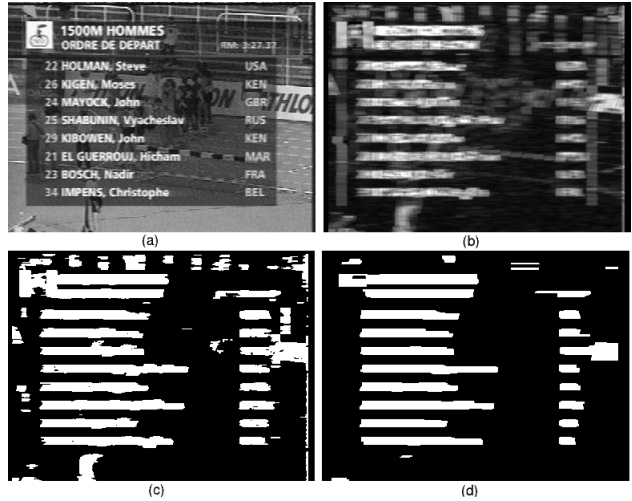 1500M HOMMES
ORDRE DE DEPART
RM: 3:27.37
22 HOLMAN, Steve USA
26 KIGEN, Moses KEN
24 MAYOCK, John GBR
25 SHABUNIN, Vyacheslav RUS
29 KIBOWEN, John KEN
21 EL GUERROUJ, Hicham MAR
23 BOSCH, Nadir FRA
34 IMPENS, Christophe BEL
(a)
(b)
(c)
(d)